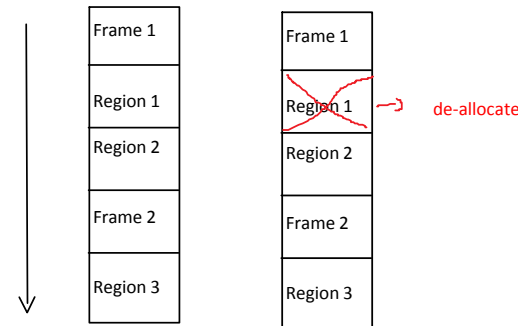 Frame 1
Region 1
Region 2
Frame 2
Region 3
Frame 1
Region 1
de-allocate
Region 2
Frame 2
Region 3